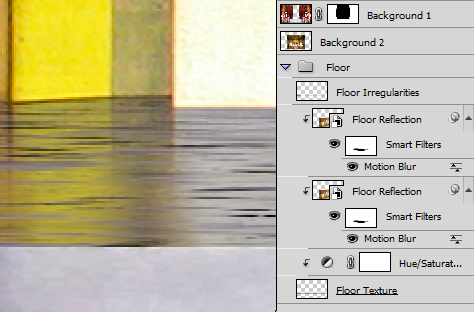 Background 1
Background 2
Floor
Floor Irregularities
Floor Reflection
Smart Filters
Motion Blur
Floor Reflection
Smart Filters
Motion Blur
Hue/Saturat...
Floor Texture